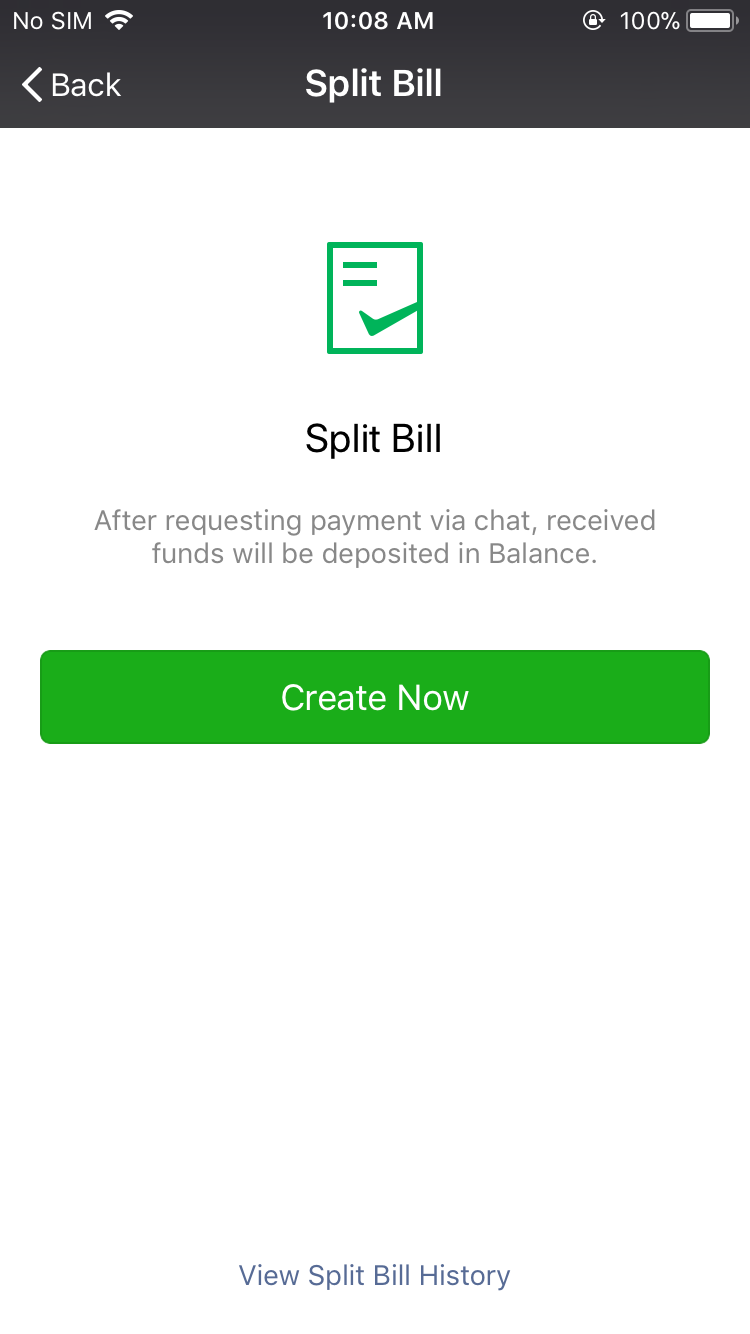 No SIM 10:08 AM 100%
Back Split Bill
Split Bill
After requesting payment via chat, received
funds will be deposited in Balance.
Create Now
View Split Bill History